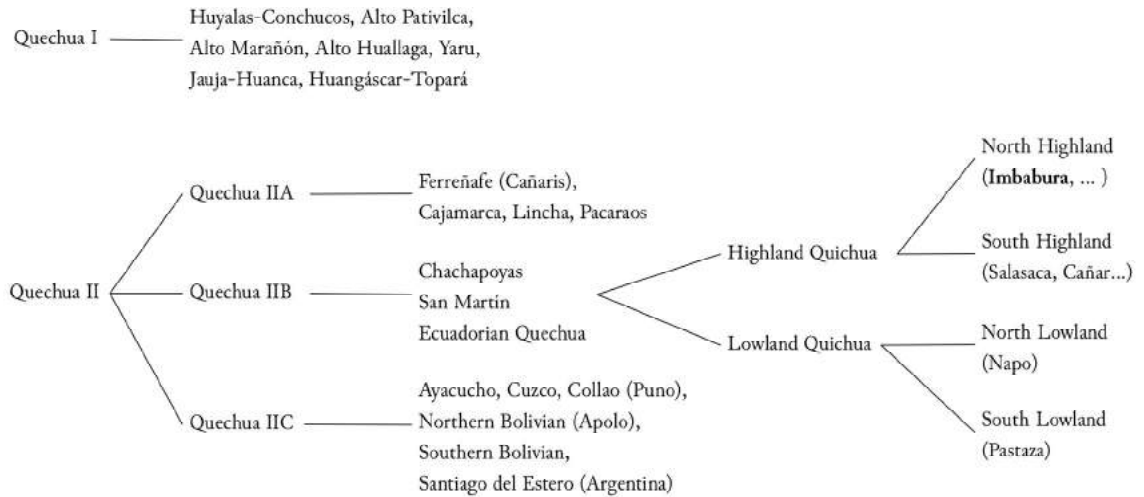 Quechua I
Huyalas-Conchucos, Alto Pativilca,
Alto Marañón, Alto Huallaga, Yaru,
Jauja-Huanca, Huangáscar-Topará
Quechua II
Quechua IIA
Ferreñafe (Cañaris),
Cajamarca, Lincha, Pacaraos
Quechua IIB
Chachapoyas
San Martín
Ecuadorian Quechua
Quechua IIC
Ayacucho, Cuzco, Collao (Puno),
Northern Bolivian (Apolo),
Southern Bolivian,
Santiago del Estero (Argentina)
Highland Quichua
North Highland
(Imbabura, ... )
South Highland
(Salasaca, Cañar...)
Lowland Quichua
North Lowland
(Napo)
South Lowland
(Pastaza)